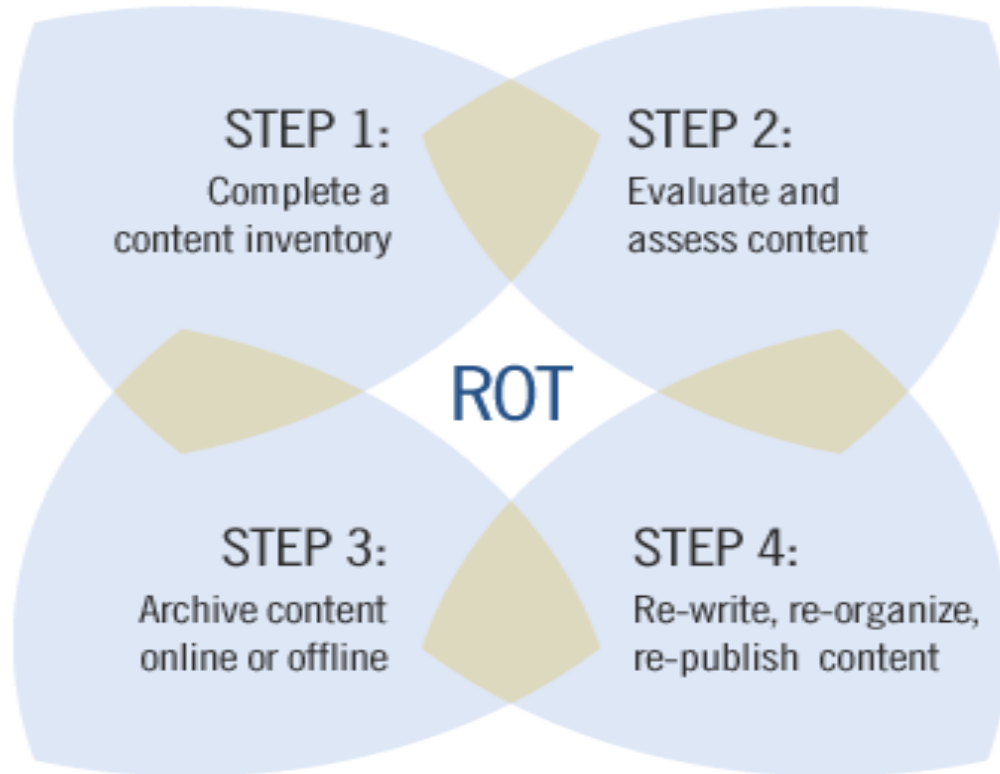 STEP 1:
Complete a
content inventory
STEP 2:
Evaluate and
assess content
ROT
STEP 3:
Archive content
online or offline
STEP 4:
Re-write, re-organize,
re-publish content